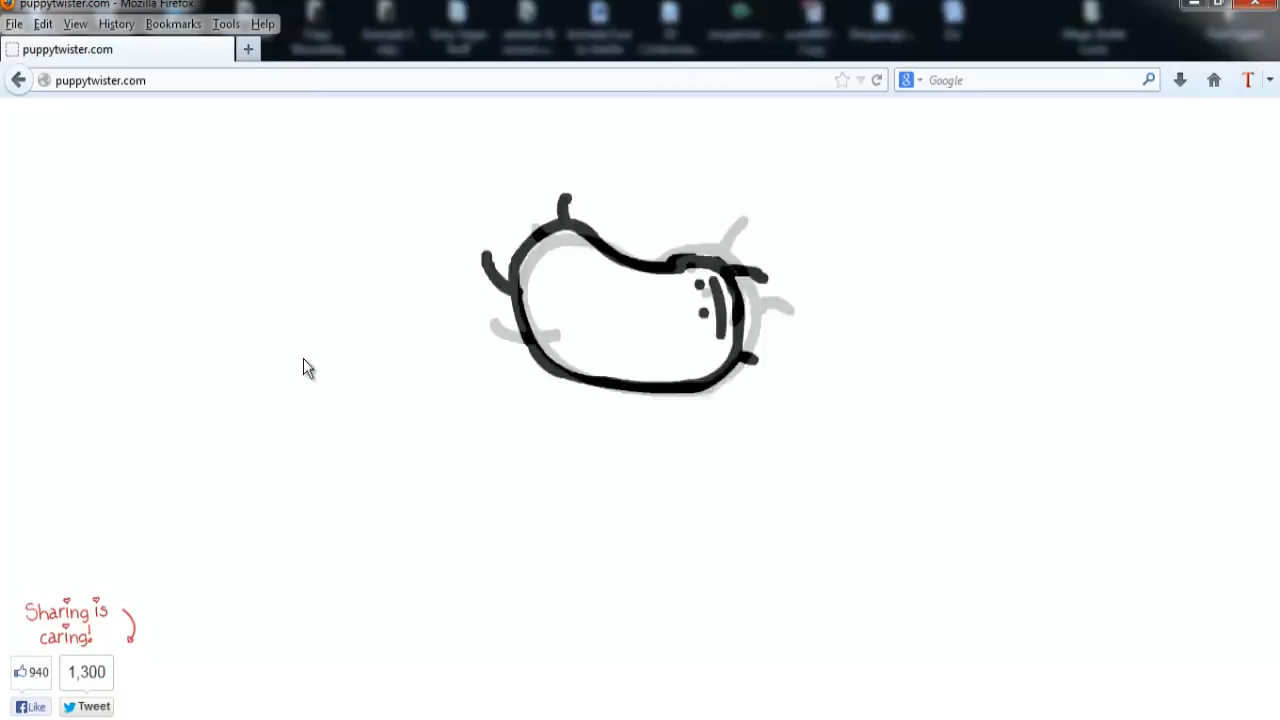 puppytwister.com - Mozilla Firefox
File Edit View History Bookmarks Tools Help
puppytwister.com
puppytwister.com
Google
Sharing is
caring!
940
1,300
Like
Tweet